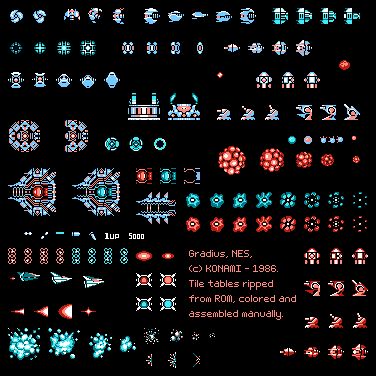 1UP 5000
Gradius, NES,
(c) KONAMI - 1986.
Tile tables ripped
from ROM, colored and
assembled manually.